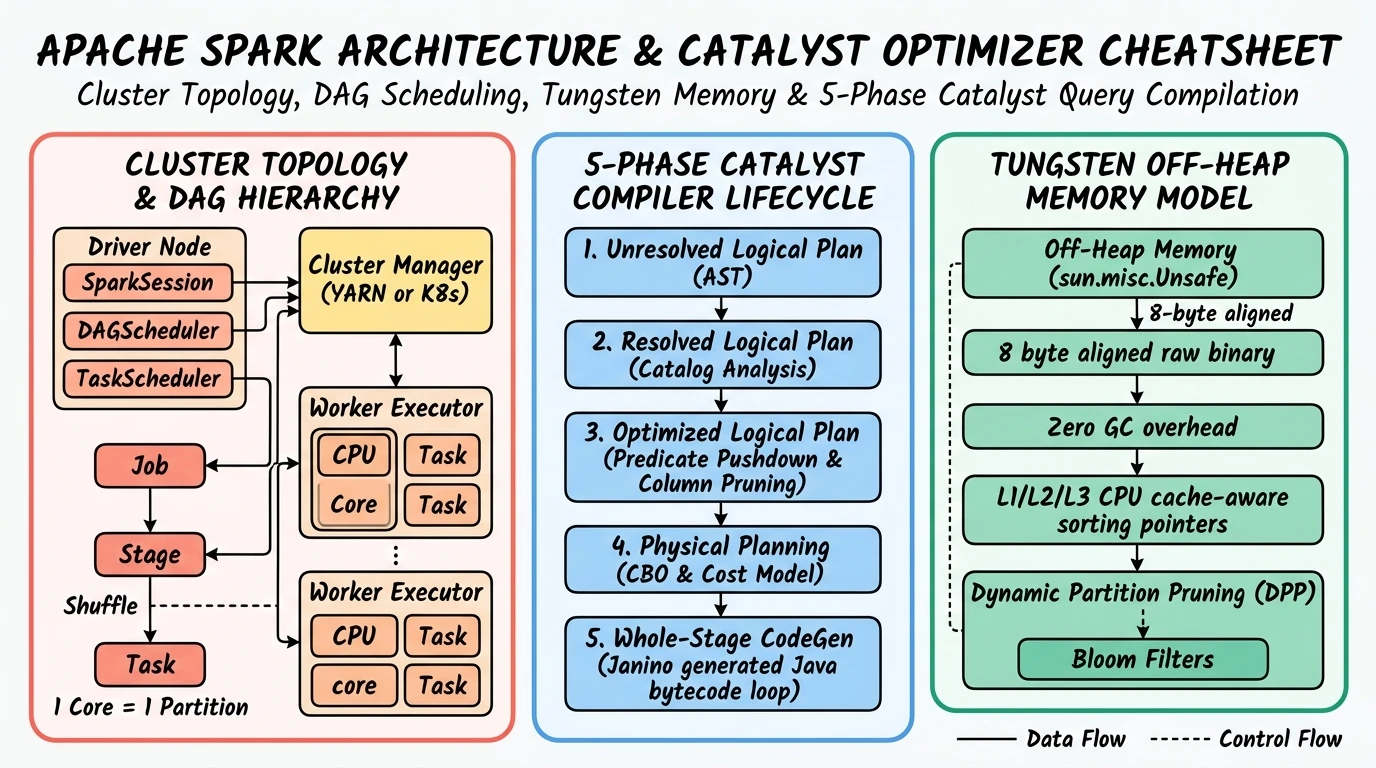 APACHE SPARK ARCHITECTURE & CATALYST OPTIMIZER CHEATSHEET
Cluster Topology, DAG Scheduling, Tungsten Memory & 5-Phase Catalyst Query Compilation
CLUSTER TOPOLOGY
& DAG HIERARCHY
Driver Node
SparkSession
DAGScheduler
TaskScheduler
Cluster Manager
(YARN or K8s)
Worker Executor
CPU
Task
Core
Task
Job
Stage
Shuffle
Task
1 Core = 1 Partition
Worker Executor
CPU
Task
core
Task
5-PHASE CATALYST
COMPILER LIFECYCLE
1. Unresolved Logical Plan
(AST)
2. Resolved Logical Plan
(Catalog Analysis)
3. Optimized Logical Plan
(Predicate Pushdown &
Column Pruning)
4. Physical Planning
(CBO & Cost Model)
5. Whole-Stage CodeGen
(Janino generated Java
bytecode loop)
TUNGSTEN OFF-HEAP
MEMORY MODEL
Off-Heap Memory
(sun.misc.Unsafe)
8-byte aligned
8 byte aligned raw binary
Zero GC overhead
L1/L2/L3 CPU cache-aware
sorting pointers
Dynamic Partition Pruning (DPP)
Bloom Filters
Data Flow
Control Flow